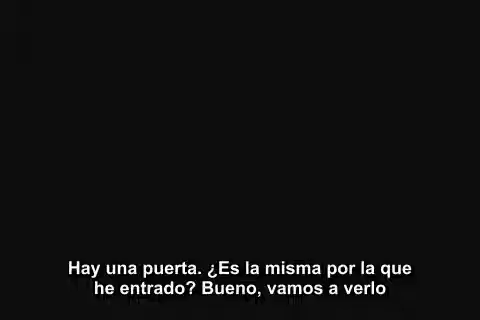 Hay una puerta. ¿Es la misma por la que
he entrado? Bueno, vamos a verlo